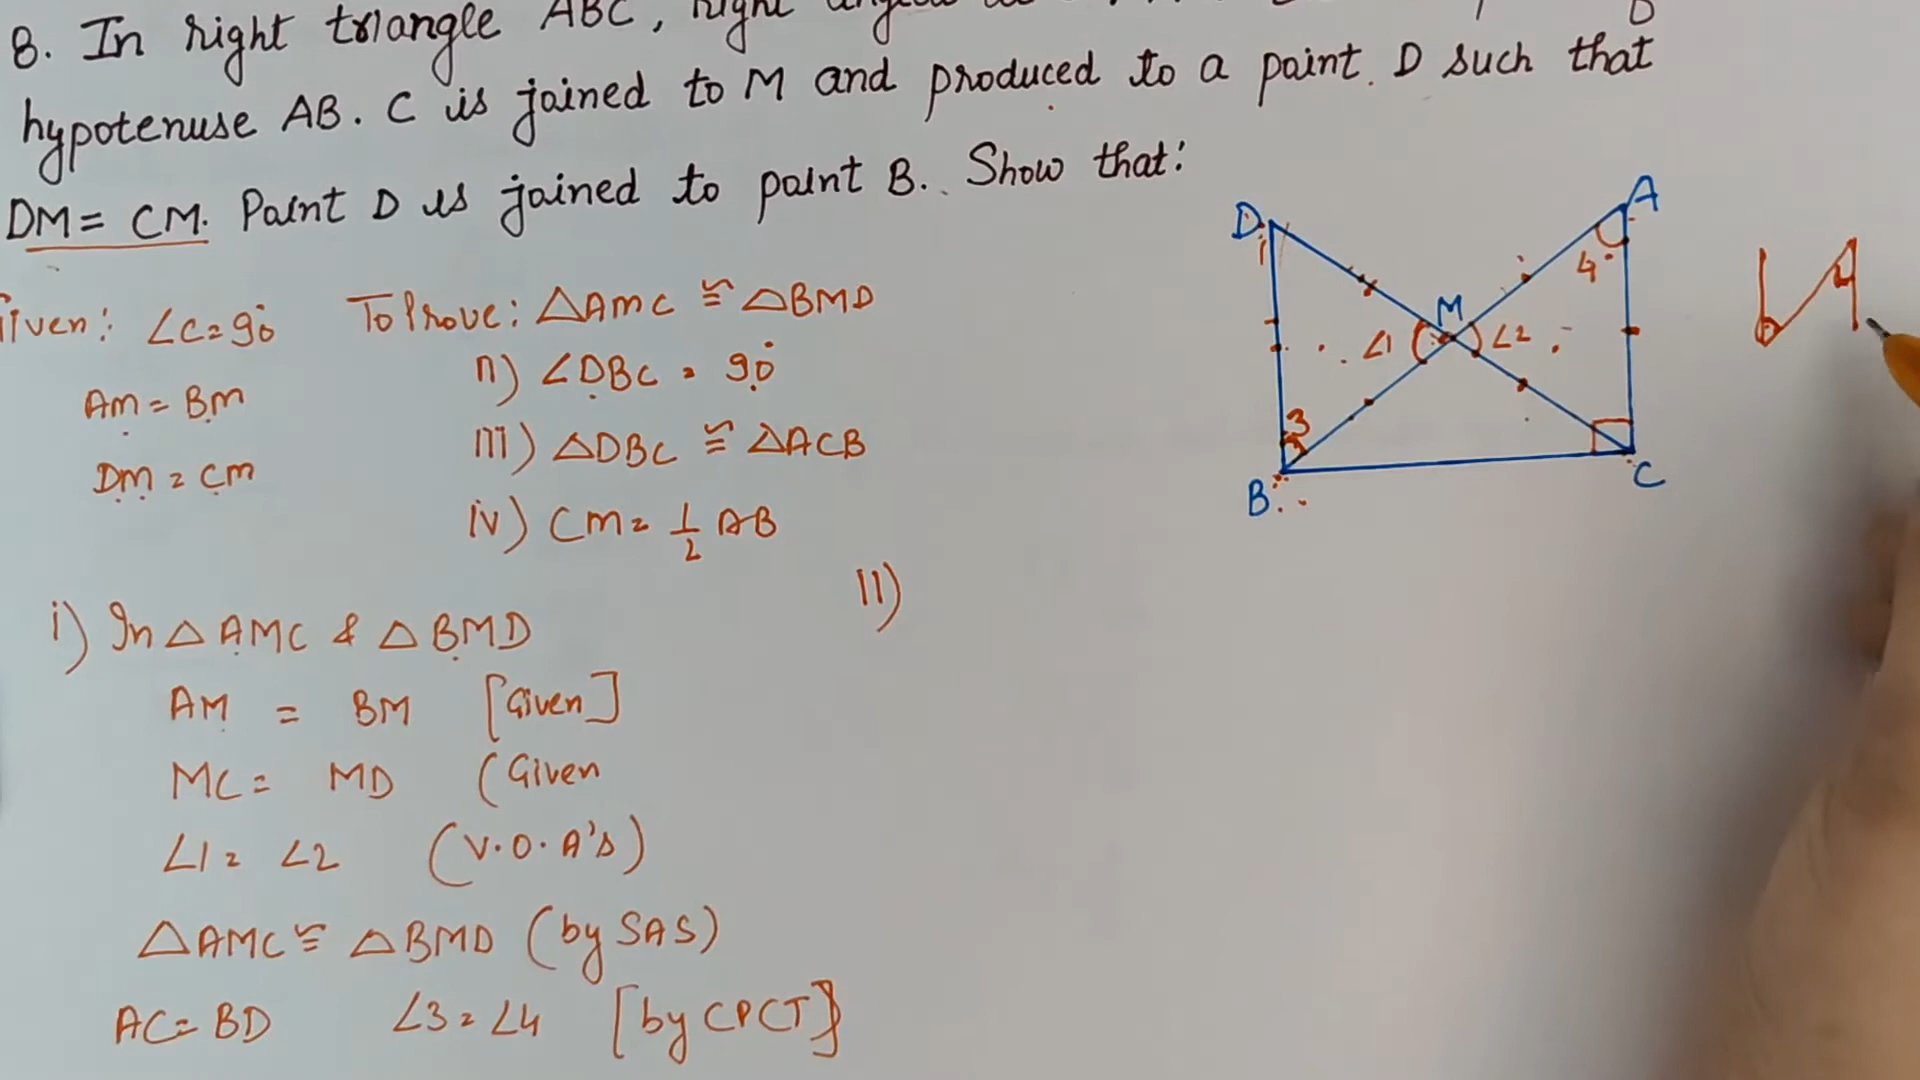 8. In right triangle ABC, right
hypotenuse AB. C is joined to M and produced to a point D such that
DM = CM. Point D is joined to point B. Show that:
Given: ∠C = 90°
To Prove: △AMC ≅ △BMD
AM = BM
II) ∠DBC = 90°
DM = CM
III) △DBC ≅ △ACB
iv) CM = 1/2 AB
D
A
M
4
∠1
∠2
3
B
C
i) In △AMC & △BMD
AM = BM [Given]
MC = MD (Given
∠1 = ∠2 (V.O.A's)
△AMC ≅ △BMD (by SAS)
AC = BD ∠3 = ∠4 [by CPCT]
II)